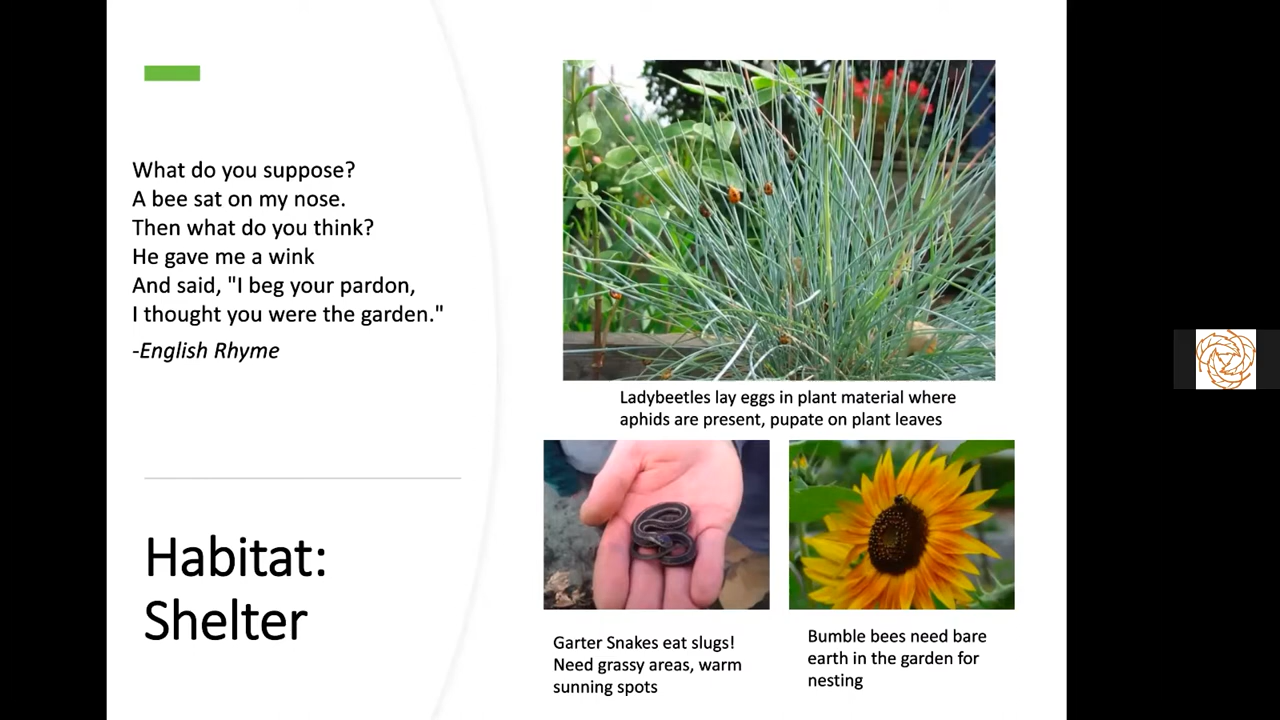 What do you suppose?
A bee sat on my nose.
Then what do you think?
He gave me a wink
And said, "I beg your pardon,
I thought you were the garden."
-English Rhyme
Habitat:
Shelter
Ladybeetles lay eggs in plant material where
aphids are present, pupate on plant leaves
Garter Snakes eat slugs!
Need grassy areas, warm
sunning spots
Bumble bees need bare
earth in the garden for
nesting